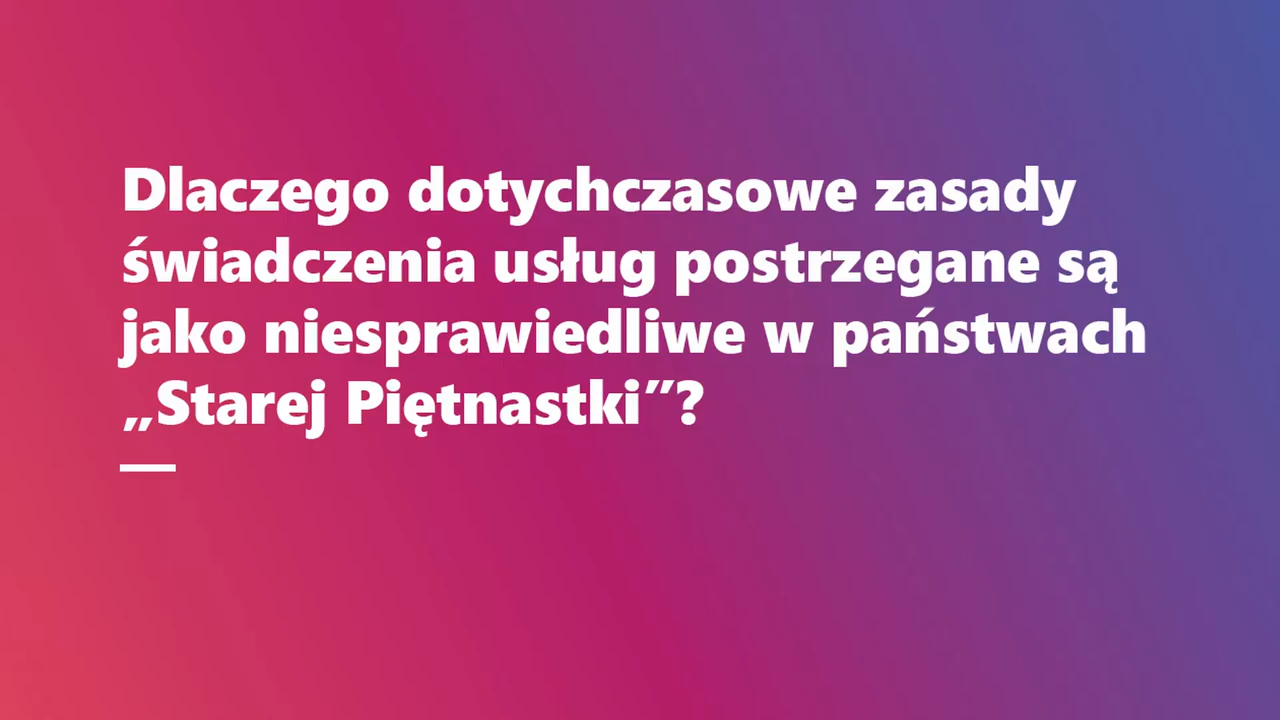 Dlaczego dotychczasowe zasady
świadczenia usług postrzegane są
jako niesprawiedliwe w państwach
„Starej Piętnastki”?